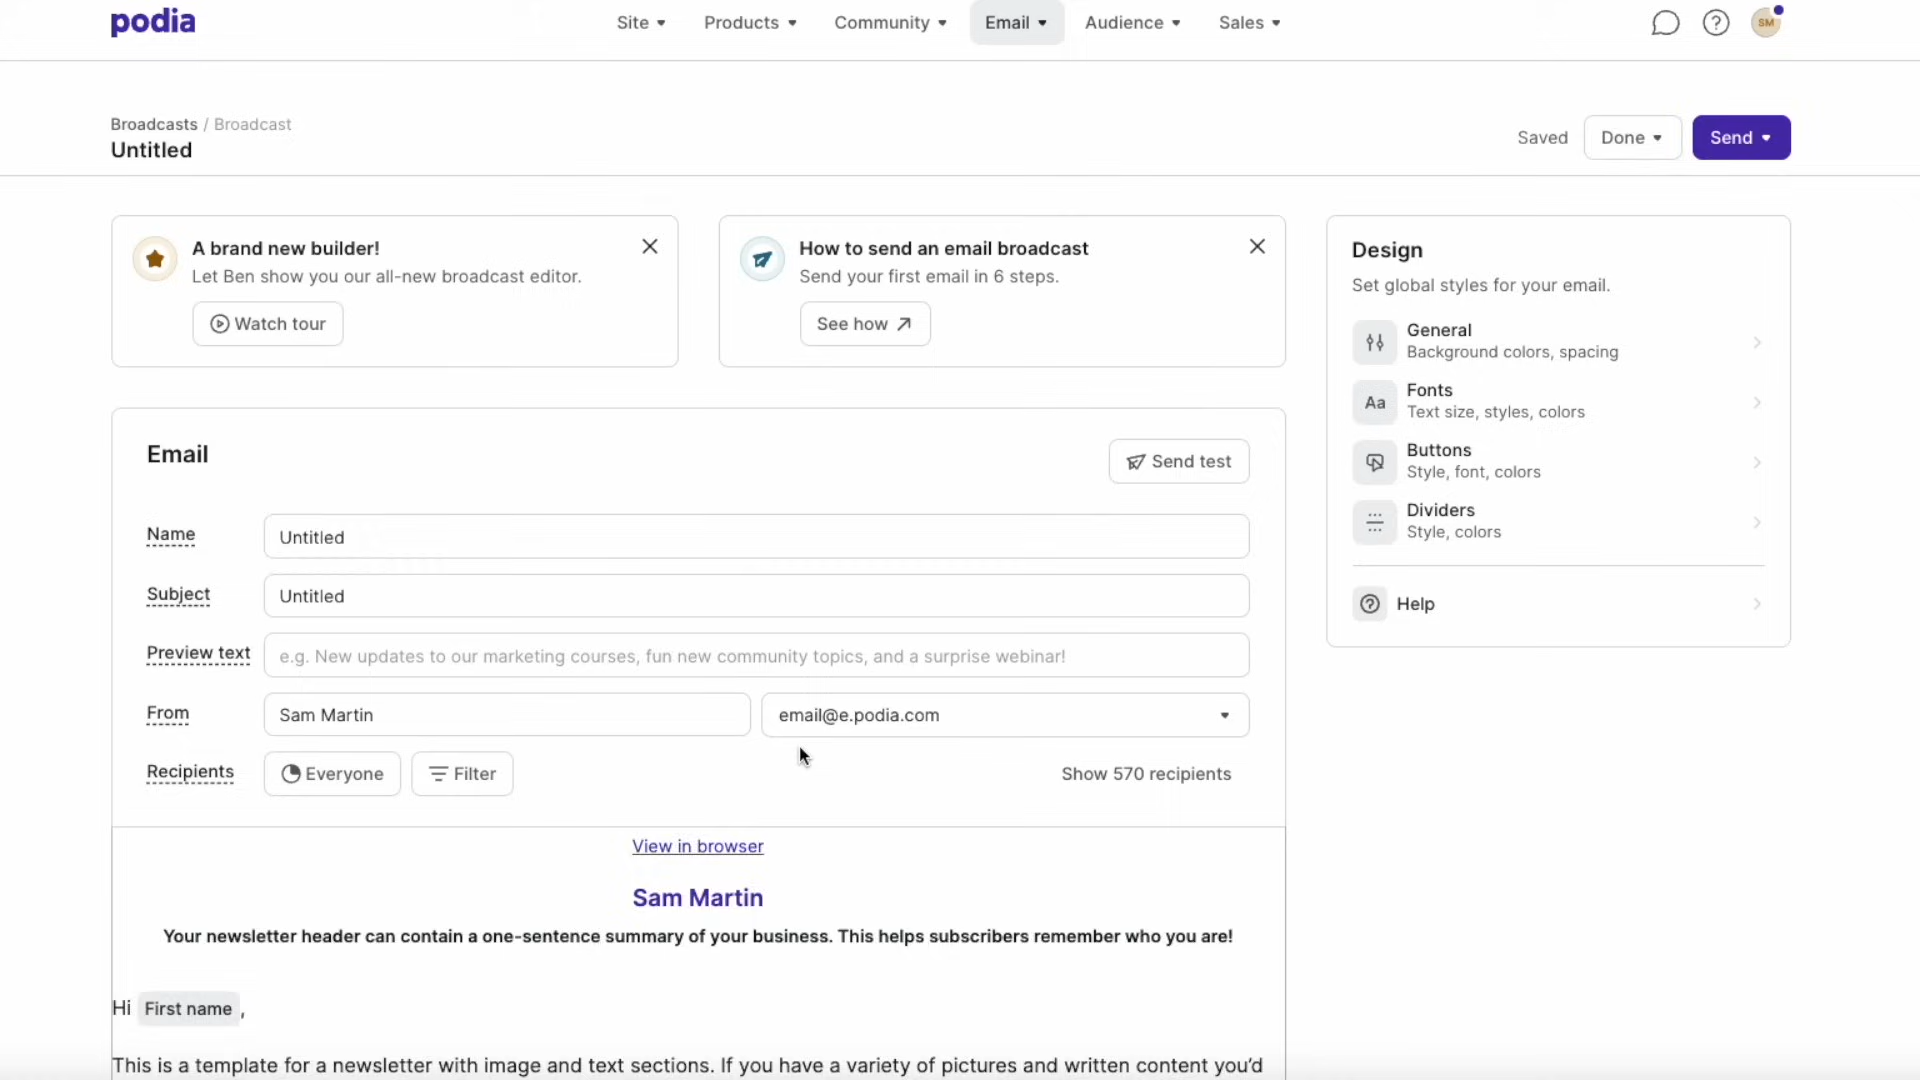 podia
Site
Products
Community
Email
Audience
Sales
SM
Broadcasts / Broadcast
Untitled
Saved
Done
Send
A brand new builder!
Let Ben show you our all-new broadcast editor.
Watch tour
How to send an email broadcast
Send your first email in 6 steps.
See how
Design
Set global styles for your email.
General
Background colors, spacing
Aa
Fonts
Text size, styles, colors
Buttons
Style, font, colors
Dividers
Style, colors
Help
Email
Send test
Name
Untitled
Subject
Untitled
Preview text
e.g. New updates to our marketing courses, fun new community topics, and a surprise webinar!
From
Sam Martin
email@e.podia.com
Recipients
Everyone
Filter
Show 570 recipients
View in browser
Sam Martin
Your newsletter header can contain a one-sentence summary of your business. This helps subscribers remember who you are!
Hi First name ,
This is a template for a newsletter with image and text sections. If you have a variety of pictures and written content you’d